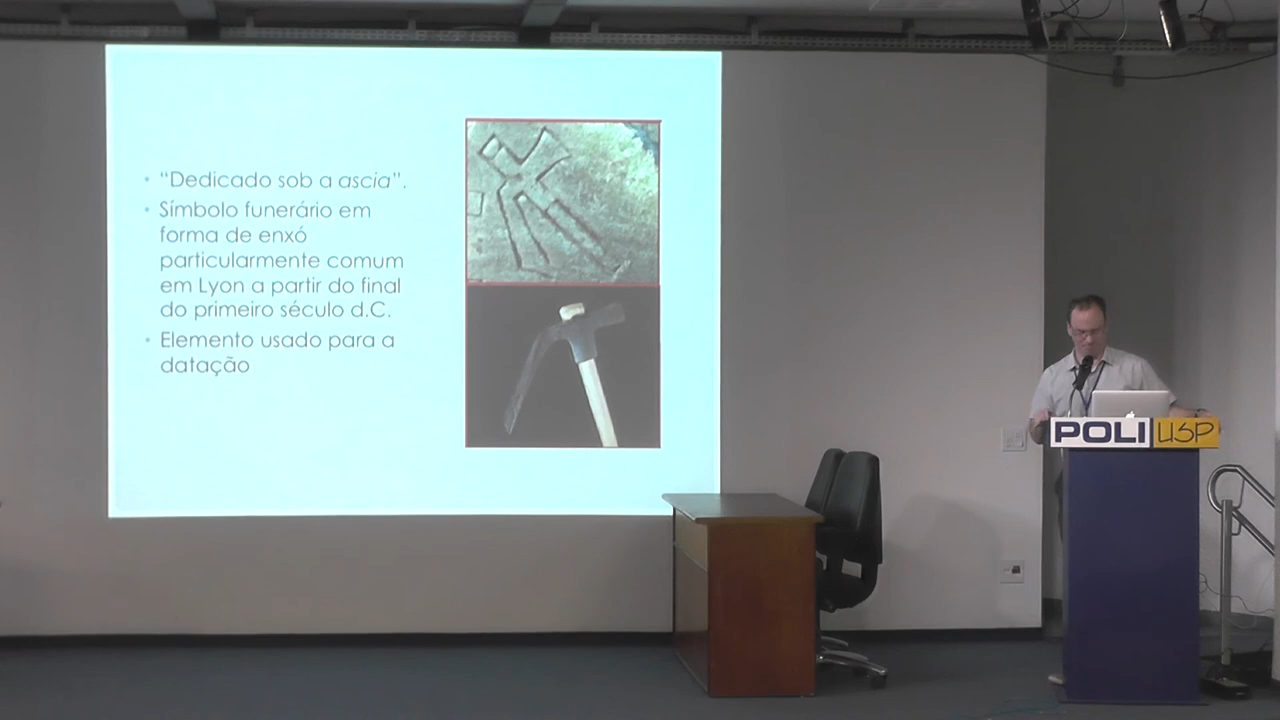 “Dedicado sob a ascia”.
Símbolo funerário em
forma de enxó
particularmente comum
em Lyon a partir do final
do primeiro século d.C.
Elemento usado para a
datação
POLI USP